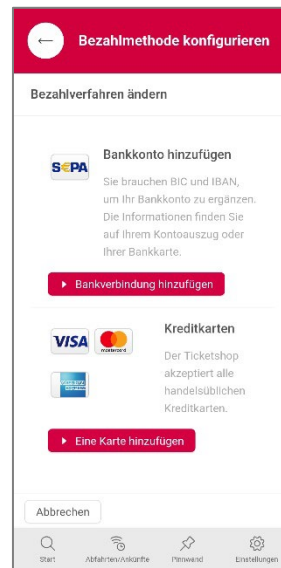 Bezahlmethode konfigurieren
Bezahlverfahren ändern
SEPA
Bankkonto hinzufügen
Sie brauchen BIC und IBAN,
um Ihr Bankkonto zu ergänzen.
Die Informationen finden Sie
auf Ihrem Kontoauszug oder
Ihrer Bankkarte.
Bankverbindung hinzufügen
VISA
mastercard
Kreditkarten
Der Ticketshop
akzeptiert alle
handelsüblichen
Kreditkarten.
Eine Karte hinzufügen
Abbrechen
Start
Abfahrten/Ankünfte
Pinnwand
Einstellungen